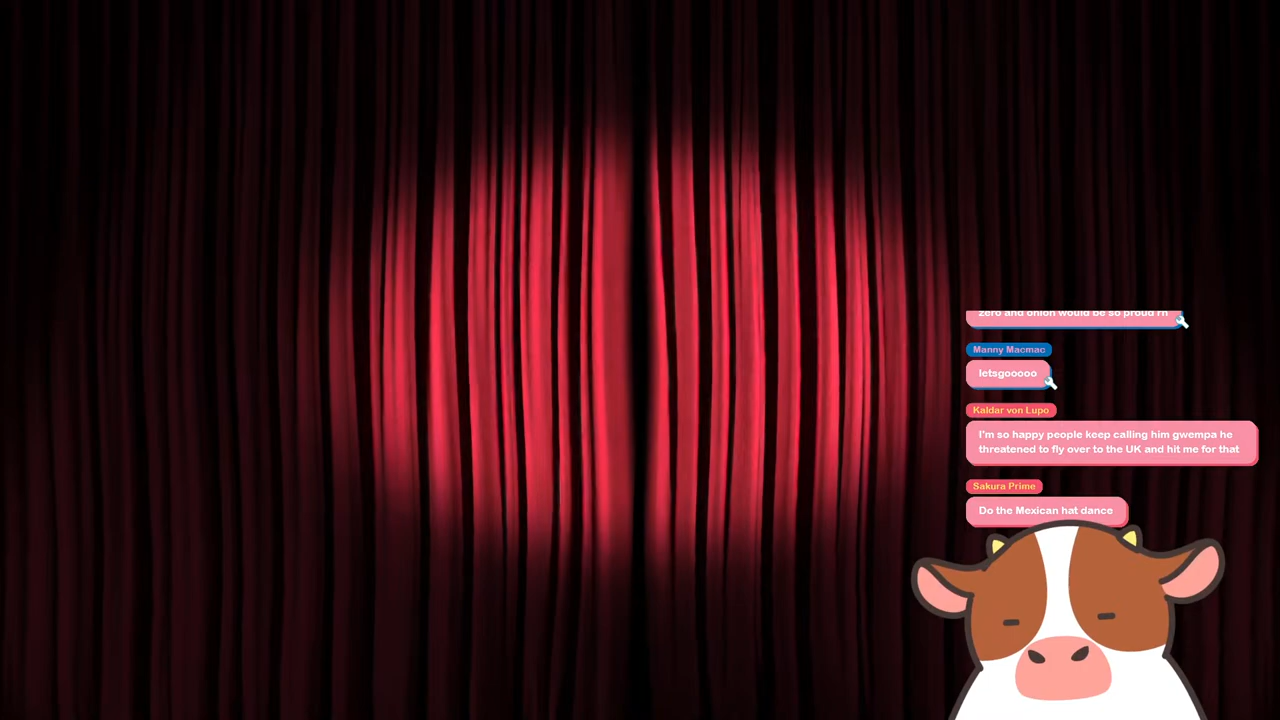 zero and onion would be so proud rn
Manny Macmac
letsgooooo
Kaldar von Lupo
I'm so happy people keep calling him gwempa he
threatened to fly over to the UK and hit me for that
Sakura Prime
Do the Mexican hat dance